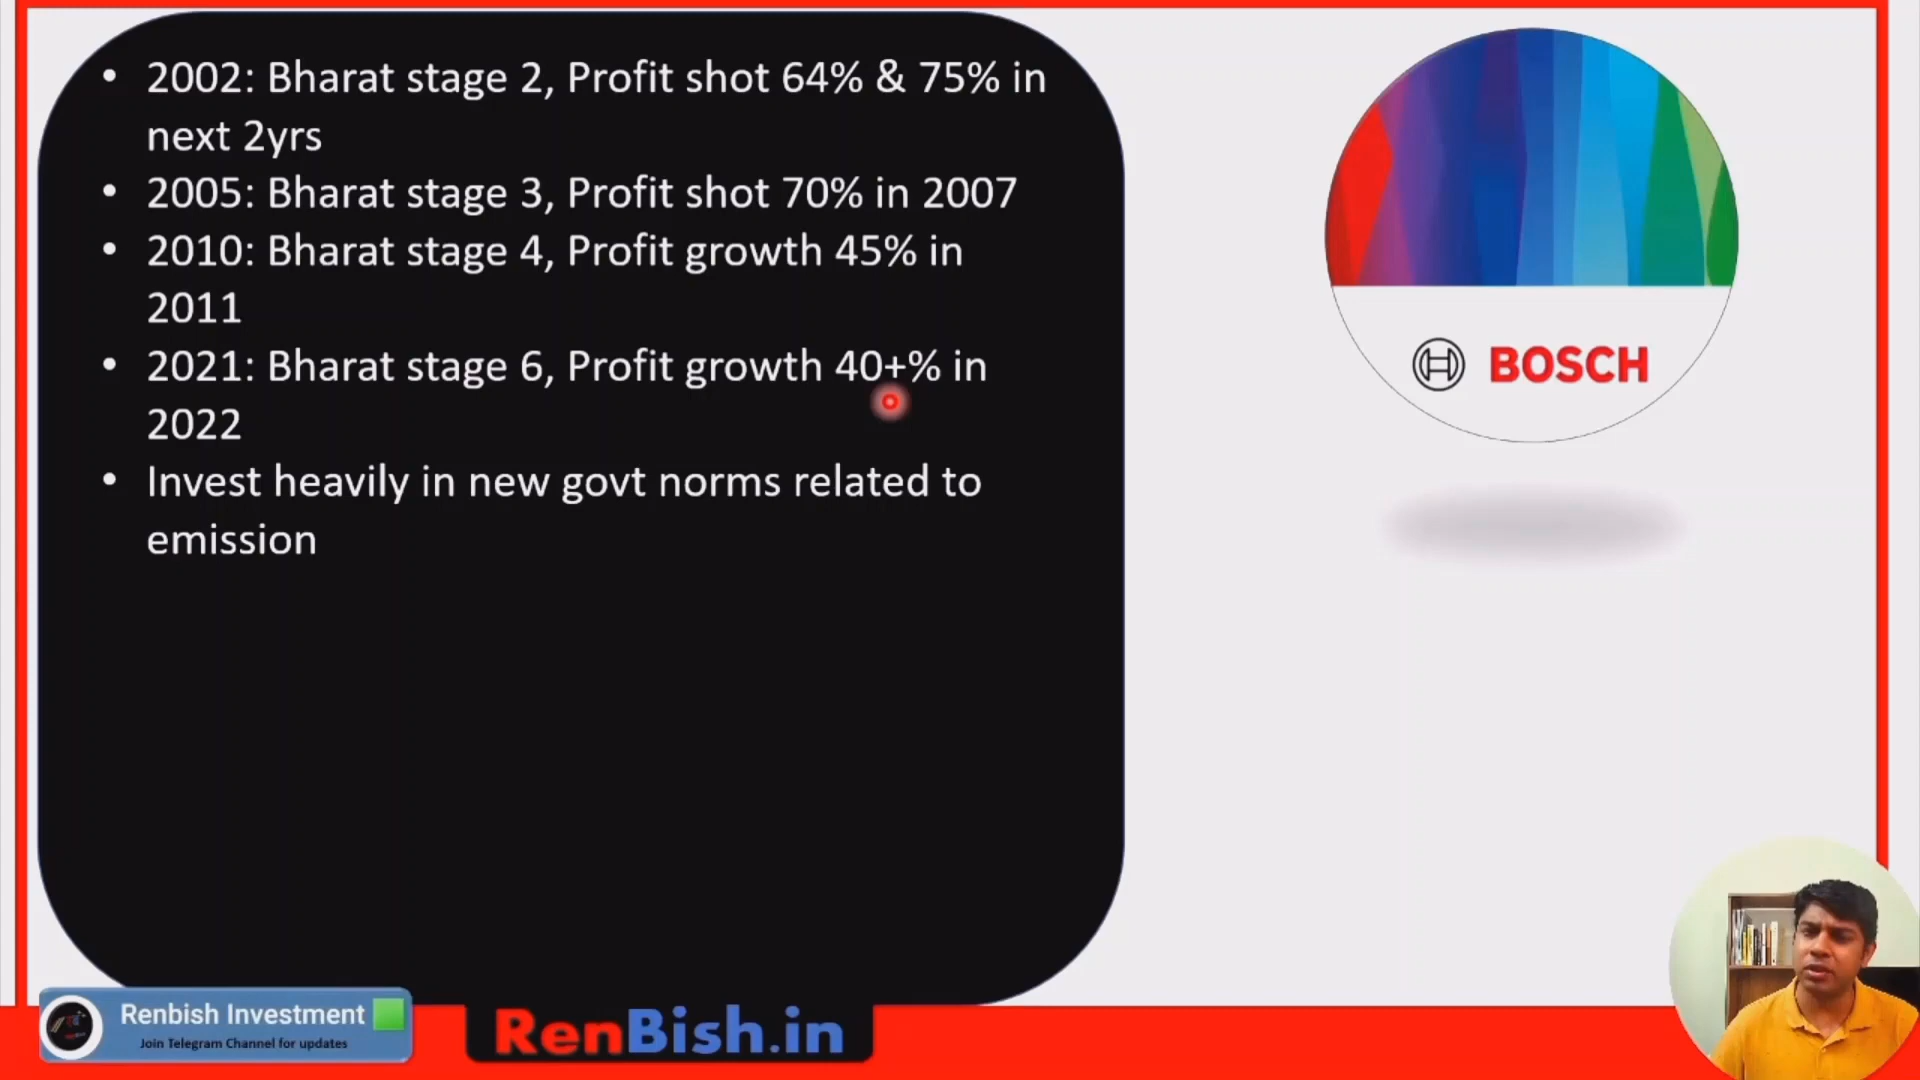 • 2002: Bharat stage 2, Profit shot 64% & 75% in
next 2yrs
• 2005: Bharat stage 3, Profit shot 70% in 2007
• 2010: Bharat stage 4, Profit growth 45% in
2011
• 2021: Bharat stage 6, Profit growth 40+% in
2022
• Invest heavily in new govt norms related to
emission
BOSCH
Renbish Investment
Join Telegram Channel for updates
RenBish.in